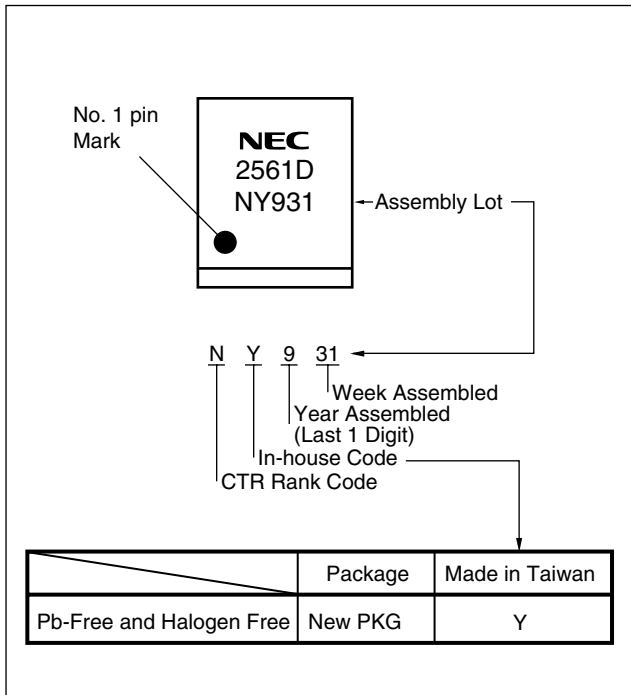 No. 1 pin
Mark
NEC
2561D
NY931
Assembly Lot
N Y 9 31
Week Assembled
Year Assembled
(Last 1 Digit)
In-house Code
CTR Rank Code
Package Made in Taiwan
Pb-Free and Halogen Free New PKG Y